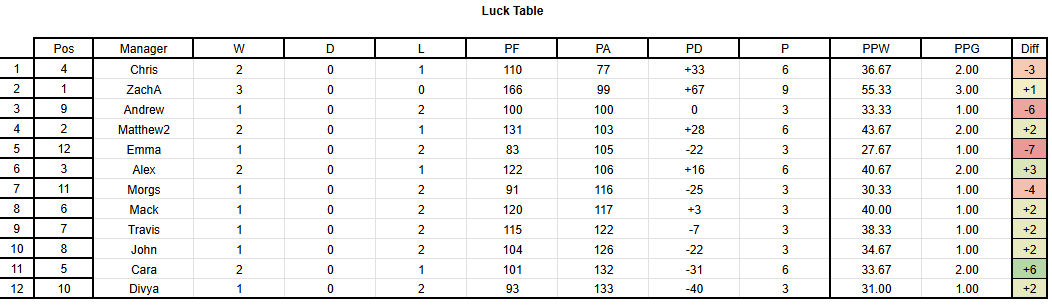 Luck Table
Pos Manager W D L PF PA PD P PPW PPG Diff
1 4 Chris 2 0 1 110 77 +33 6 36.67 2.00 -3
2 1 ZachA 3 0 0 166 99 +67 9 55.33 3.00 +1
3 9 Andrew 1 0 2 100 100 0 3 33.33 1.00 -6
4 2 Matthew2 2 0 1 131 103 +28 6 43.67 2.00 +2
5 12 Emma 1 0 2 83 105 -22 3 27.67 1.00 -7
6 3 Alex 2 0 1 122 106 +16 6 40.67 2.00 +3
7 11 Morgs 1 0 2 91 116 -25 3 30.33 1.00 -4
8 6 Mack 1 0 2 120 117 +3 3 40.00 1.00 +2
9 7 Travis 1 0 2 115 122 -7 3 38.33 1.00 +2
10 8 John 1 0 2 104 126 -22 3 34.67 1.00 +2
11 5 Cara 2 0 1 101 132 -31 6 33.67 2.00 +6
12 10 Divya 1 0 2 93 133 -40 3 31.00 1.00 +2